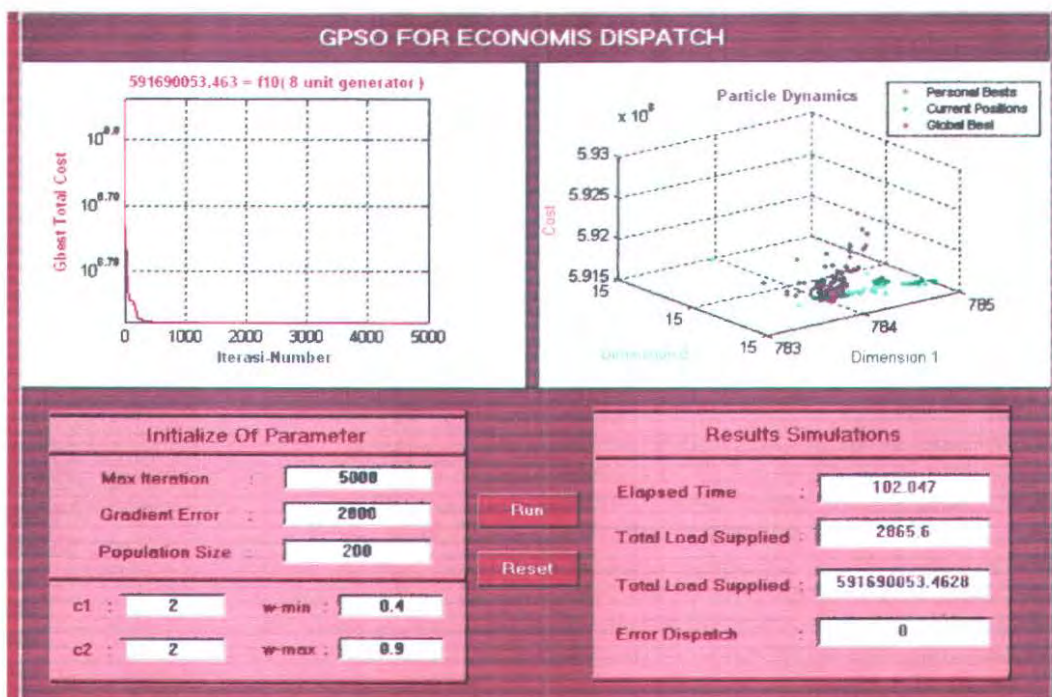 GPSO FOR ECONOMIS DISPATCH
591690053.463 = f10( 8 unit generator )
Gbest Total Cost
0 1000 2000 3000 4000 5000
Iterasi-Number
Particle Dynamics
Personal Bests
Current Positions
Global Best
5.93
5.925
5.92
5.915
Cost
15
15
15
783
784
785
Dimension 1
Initialize Of Parameter
Max Iteration : 5000
Gradient Error : 2000
Population Size : 200
c1 : 2 w-min : 0.4
c2 : 2 w-max : 0.9
Run
Reset
Results Simulations
Elapsed Time : 102.047
Total Load Supplied : 2865.6
Total Load Supplied : 591690053.4628
Error Dispatch : 0